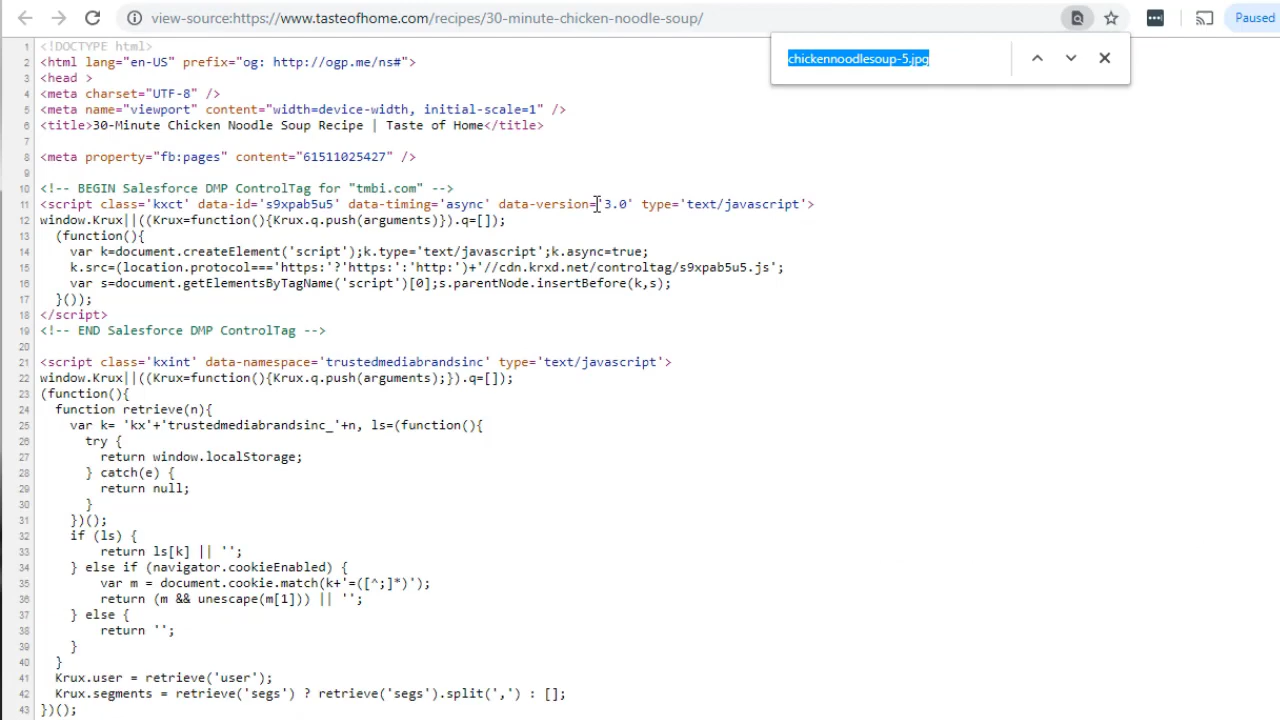 view-source:https://www.tasteofhome.com/recipes/30-minute-chicken-noodle-soup/
Paused
chickennoodlesoup-5.jpg
1 <!DOCTYPE html>
2 <html lang="en-US" prefix="og: http://ogp.me/ns#">
3 <head >
4 <meta charset="UTF-8" />
5 <meta name="viewport" content="width=device-width, initial-scale=1" />
6 <title>30-Minute Chicken Noodle Soup Recipe | Taste of Home</title>
7
8 <meta property="fb:pages" content="61511025427" />
9
10 <!-- BEGIN Salesforce DMP ControlTag for "tmbi.com" -->
11 <script class='kxct' data-id='s9xpab5u5' data-timing='async' data-version='3.0' type='text/javascript'>
12 window.Krux||((Krux=function(){Krux.q.push(arguments)}).q=[]);
13 (function(){
14 var k=document.createElement('script');k.type='text/javascript';k.async=true;
15 k.src=(location.protocol==='https:'?'https:':'http:')+'//cdn.krxd.net/controltag/s9xpab5u5.js';
16 var s=document.getElementsByTagName('script')[0];s.parentNode.insertBefore(k,s);
17 }());
18 </script>
19 <!-- END Salesforce DMP ControlTag -->
20
21 <script class='kxint' data-namespace='trustedmediabrandsinc' type='text/javascript'>
22 window.Krux||((Krux=function(){Krux.q.push(arguments);}).q=[]);
23 (function(){
24 function retrieve(n){
25 var k= 'kx'+'trustedmediabrandsinc_'+n, ls=(function(){
26 try {
27 return window.localStorage;
28 } catch(e) {
29 return null;
30 }
31 })();
32 if (ls) {
33 return ls[k] || '';
34 } else if (navigator.cookieEnabled) {
35 var m = document.cookie.match(k+'=([^;]*)');
36 return (m && unescape(m[1])) || '';
37 } else {
38 return '';
39 }
40 }
41 Krux.user = retrieve('user');
42 Krux.segments = retrieve('segs') ? retrieve('segs').split(',') : [];
43 })();